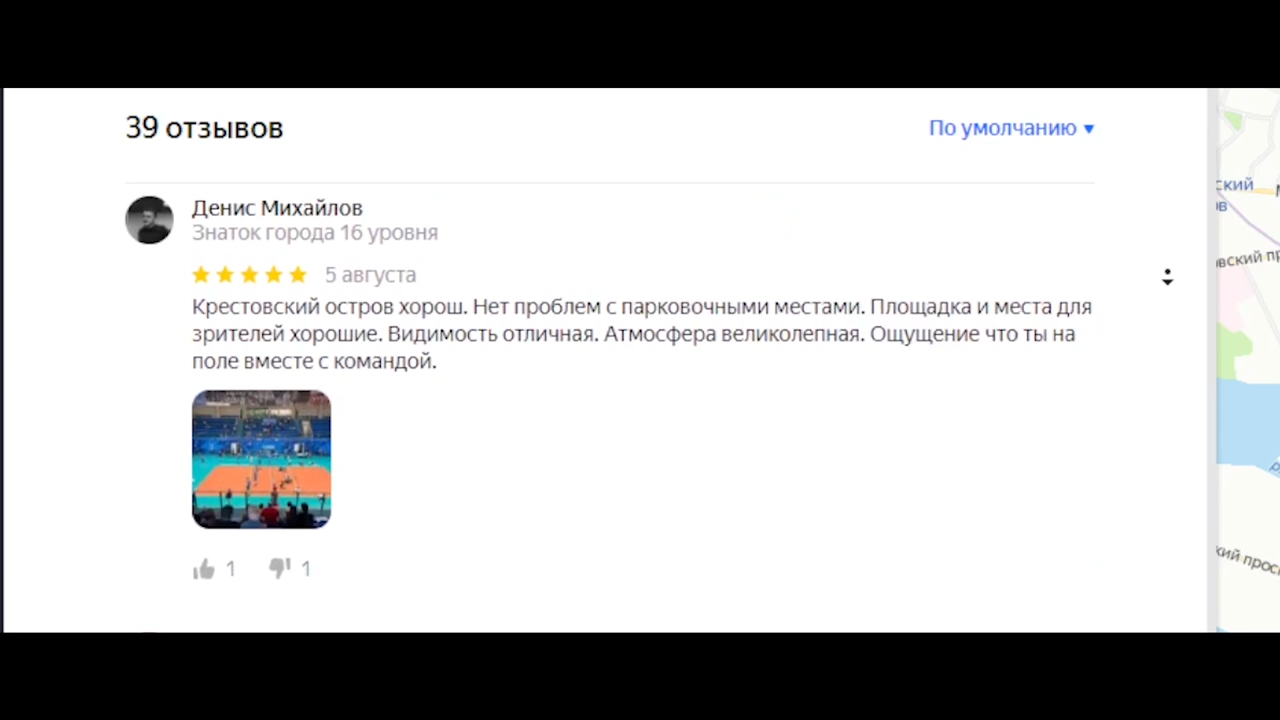 39 отзывов
По умолчанию
Денис Михайлов
Знаток города 16 уровня
5 августа
Крестовский остров хорош. Нет проблем с парковочными местами. Площадка и места для
зрителей хорошие. Видимость отличная. Атмосфера великолепная. Ощущение что ты на
поле вместе с командой.
1 1